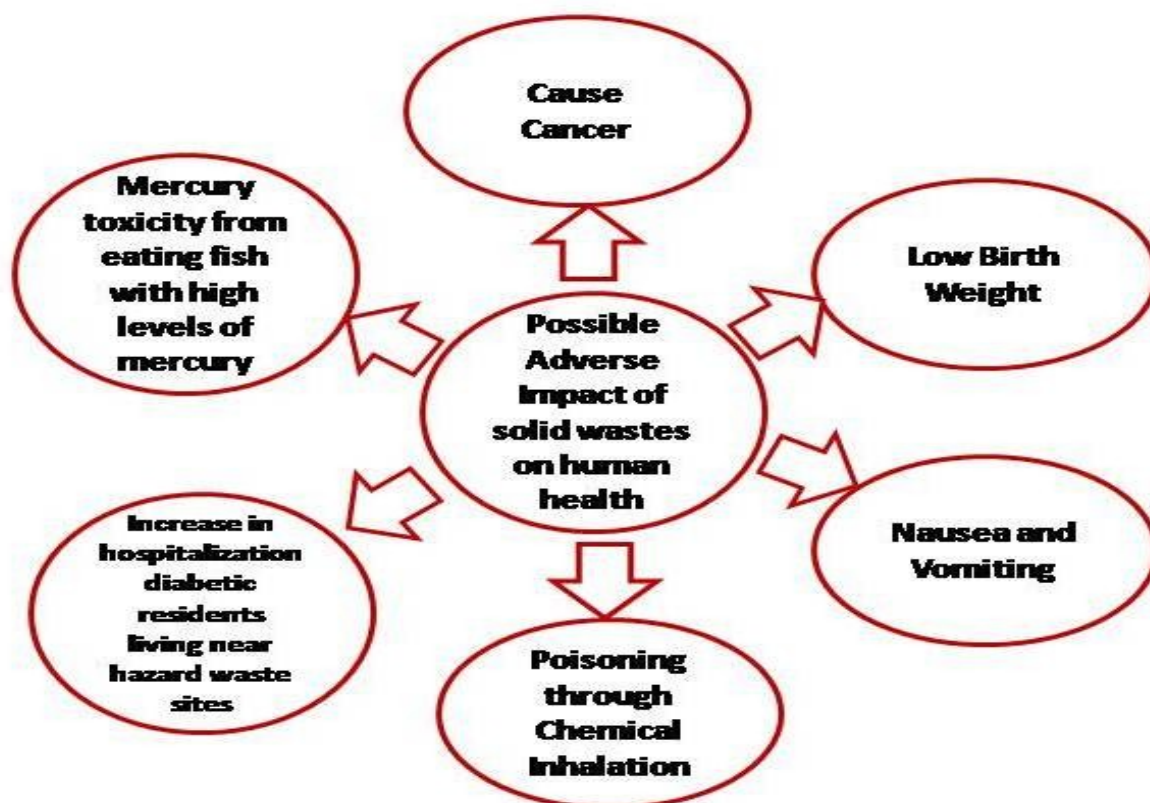 Cause
Cancer
Mercury
toxicity from
eating fish
with high
levels of
mercury
Low Birth
Weight
Possible
Adverse
Impact of
solid wastes
on human
health
Increase in
hospitalization
diabetic
residents
living near
hazard waste
sites
Nausea and
Vomiting
Poisoning
through
Chemical
Inhalation